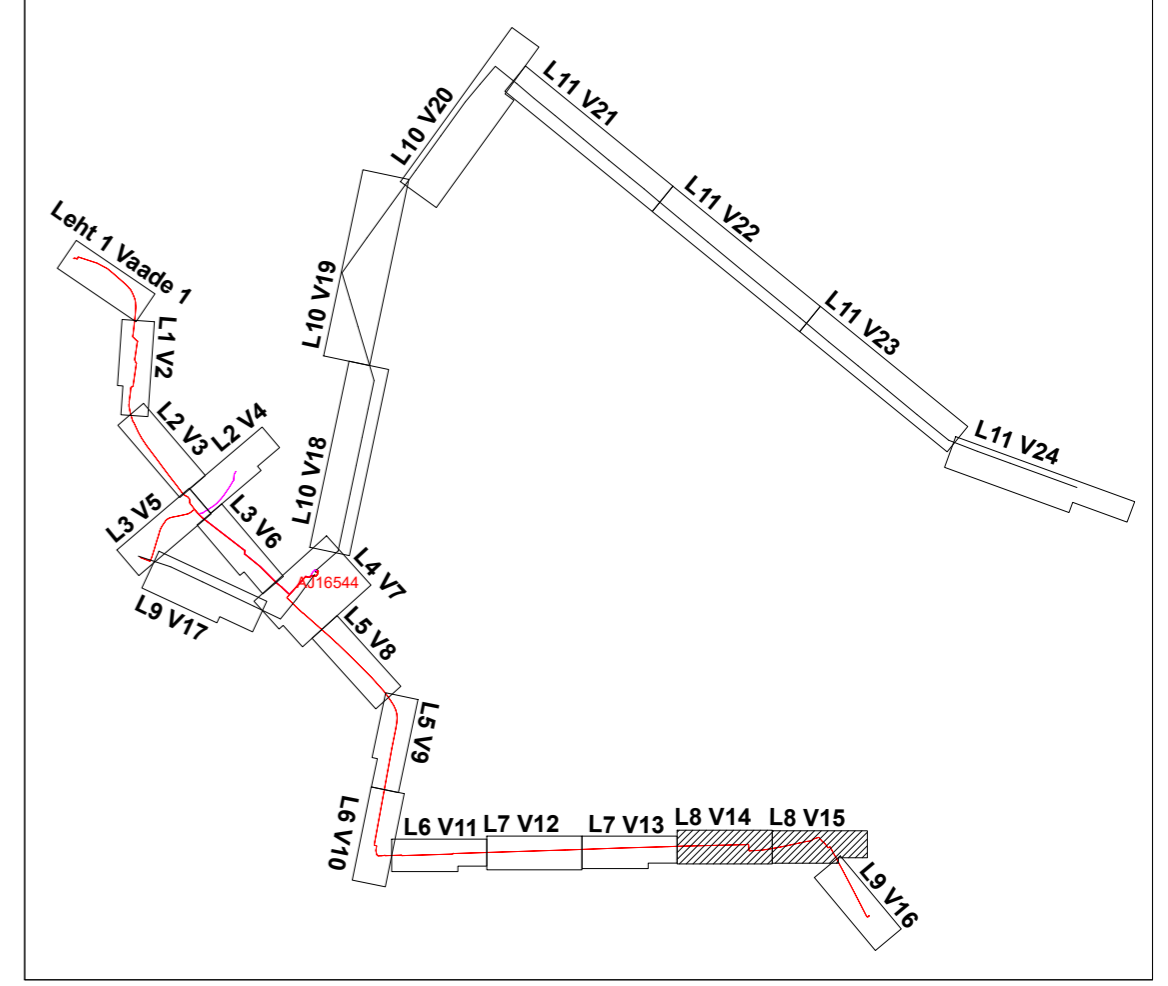 L10 V20
L11 V21
L11 V22
L11 V23
L11 V24
L10 V19
L10 V18
Leht 1 Vaade 1
L1 V2
L2 V3
L2 V4
L3 V5
L3 V6
L4 V7
AJ16544
L9 V17
L5 V8
L5 V9
L6 V10
L6 V11
L7 V12
L7 V13
L8 V14
L8 V15
L9 V16